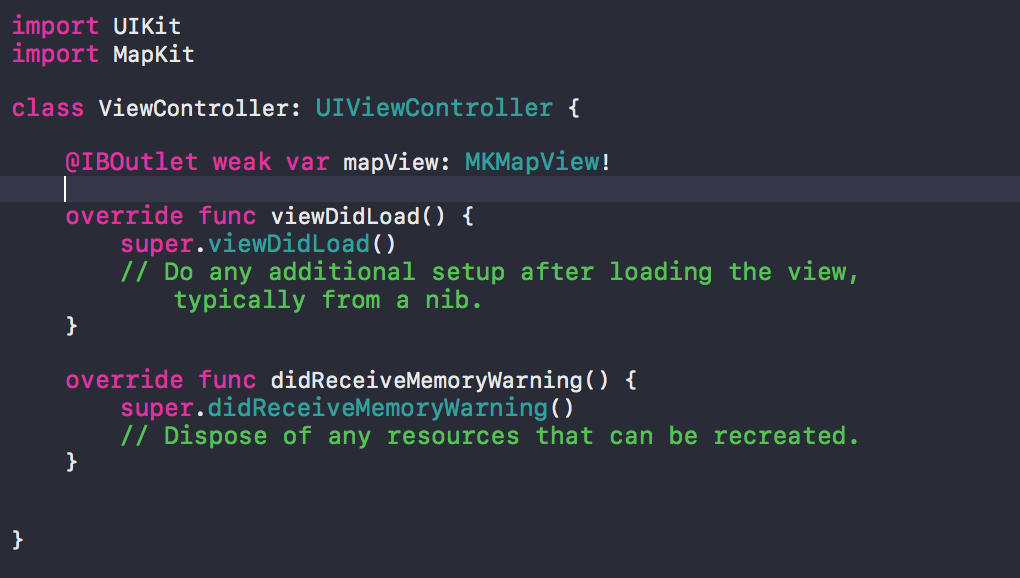 import UIKit
import MapKit
class ViewController: UIViewController {
@IBOutlet weak var mapView: MKMapView!
override func viewDidLoad() {
super.viewDidLoad()
// Do any additional setup after loading the view,
typically from a nib.
}
override func didReceiveMemoryWarning() {
super.didReceiveMemoryWarning()
// Dispose of any resources that can be recreated.
}
}